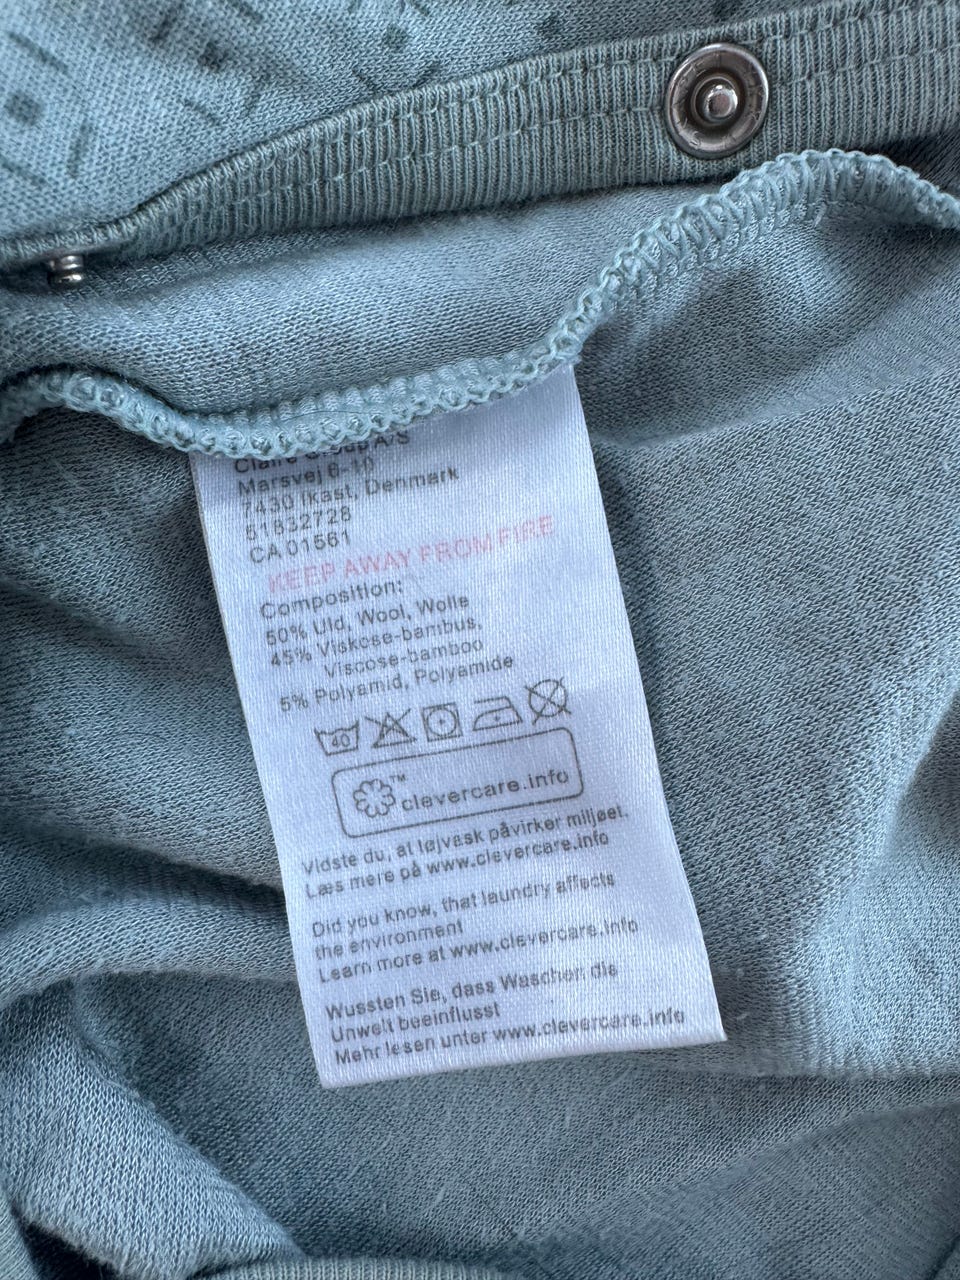 Claire Group A/S
Marsvej 6-10
7430 Ikast, Denmark
51832728
CA 01561
KEEP AWAY FROM FIRE
Composition:
50% Uld, Wool, Wolle
45% Viskose-bambus,
Viscose-bamboo
5% Polyamid, Polyamide
40
TM clevercare.info
Vidste du, at tøjvask påvirker miljøet.
Læs mere på www.clevercare.info
Did you know, that laundry affects
the environment
Learn more at www.clevercare.info
Wussten Sie, dass Waschen die
Umwelt beeinflusst
Mehr lesen unter www.clevercare.info